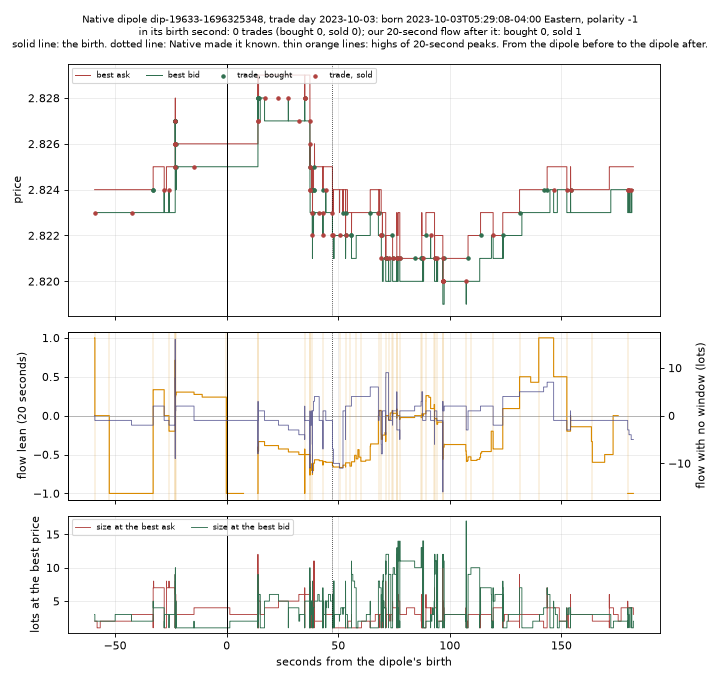 Native dipole dip-19633-1696325348, trade day 2023-10-03: born 2023-10-03T05:29:08-04:00 Eastern, polarity -1
in its birth second: 0 trades (bought 0, sold 0); our 20-second flow after it: bought 0, sold 1
solid line: the birth. dotted line: Native made it known. thin orange lines: highs of 20-second peaks. From the dipole before to the dipole after.
best ask best bid trade, bought trade, sold
price
2.828
2.826
2.824
2.822
2.820
flow lean (20 seconds)
1.0
0.5
0.0
−0.5
−1.0
10
0
−10
flow with no window (lots)
size at the best ask size at the best bid
lots at the best price
15
10
5
−50 0 50 100 150
seconds from the dipole's birth